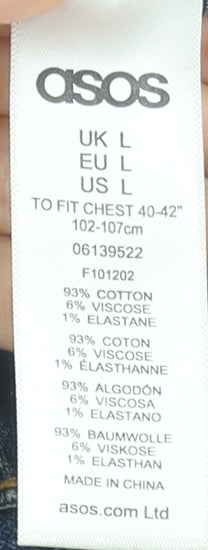 asos
UK L
EU L
US L
TO FIT CHEST 40-42"
102-107cm
06139522
F101202
93% COTTON
6% VISCOSE
1% ELASTANE
93% COTON
6% VISCOSE
1% ÉLASTHANNE
93% ALGODÓN
6% VISCOSA
1% ELASTANO
93% BAUMWOLLE
6% VISKOSE
1% ELASTHAN
MADE IN CHINA
asos.com Ltd